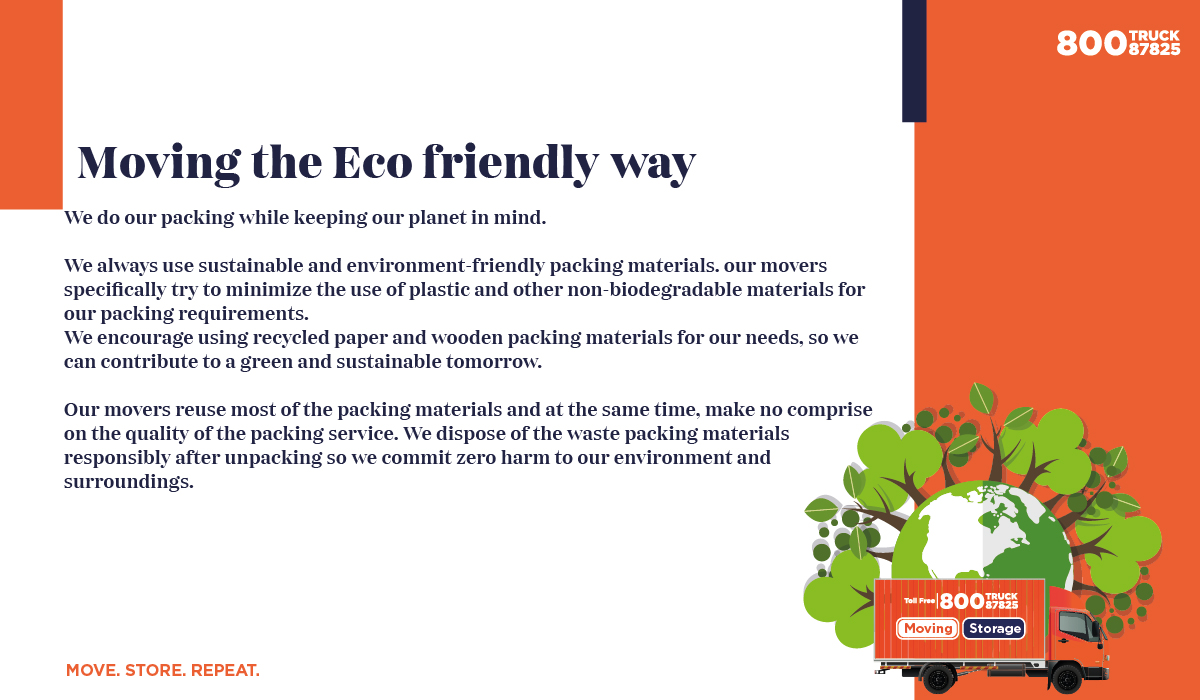 800 TRUCK
87825
Moving the Eco friendly way
We do our packing while keeping our planet in mind.
We always use sustainable and environment-friendly packing materials. our movers
specifically try to minimize the use of plastic and other non-biodegradable materials for
our packing requirements.
We encourage using recycled paper and wooden packing materials for our needs, so we
can contribute to a green and sustainable tomorrow.
Our movers reuse most of the packing materials and at the same time, make no comprise
on the quality of the packing service. We dispose of the waste packing materials
responsibly after unpacking so we commit zero harm to our environment and
surroundings.
Toll Free 800 TRUCK
87825
Moving Storage
MOVE. STORE. REPEAT.